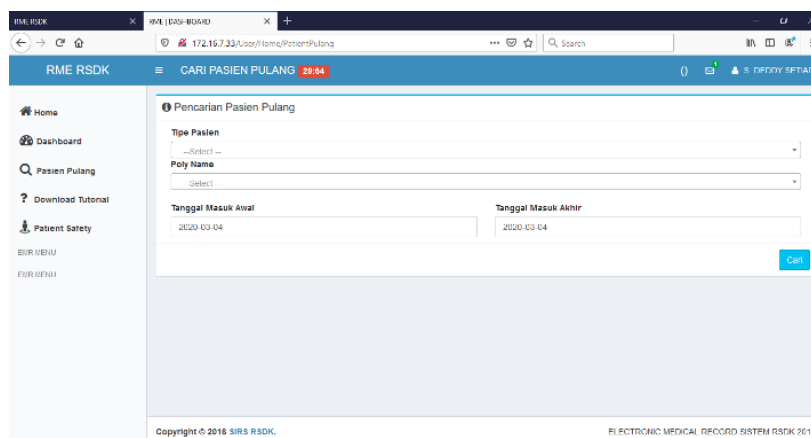 RME RSDK
RME | DASHBOARD
172.16.7.33/User/Home/PatientPulang
Search
RME RSDK
CARI PASIEN PULANG 29:54
()
1
Home
Dashboard
Pasien Pulang
Download Tutorial
Patient Safety
EMR MENU
EMR MENU
Pencarian Pasien Pulang
Tipe Pasien
--Select --
Poly Name
Select
Tanggal Masuk Awal
Tanggal Masuk Akhir
2020-03-04
2020-03-04
Cari
Copyright © 2016 SIRS RSDK.
ELECTRONIC MEDICAL RECORD SISTEM RSDK 201